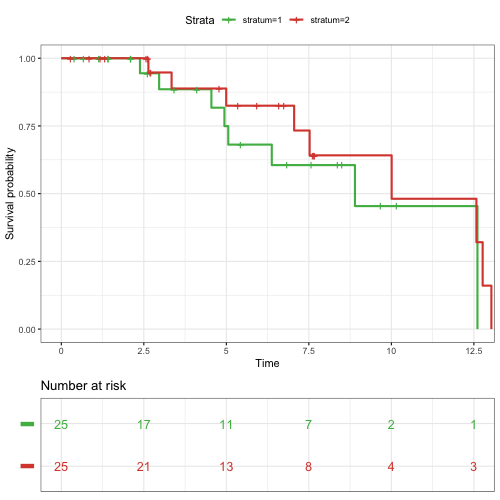 Strata stratum=1 stratum=2
1.00
0.75
0.50
0.25
0.00
Survival probability
0 2.5 5 7.5 10 12.5
Time
Number at risk
25 17 11 7 2 1
25 21 13 8 4 3